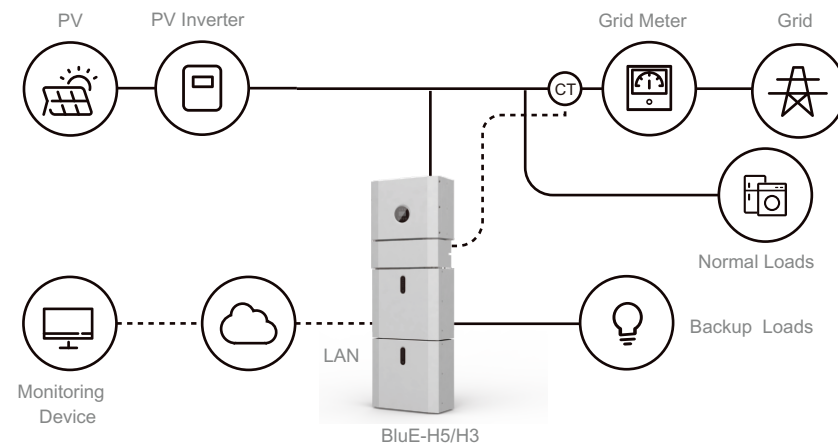 PV
PV Inverter
Grid Meter
Grid
CT
Normal Loads
Backup Loads
LAN
Monitoring
Device
BluE-H5/H3